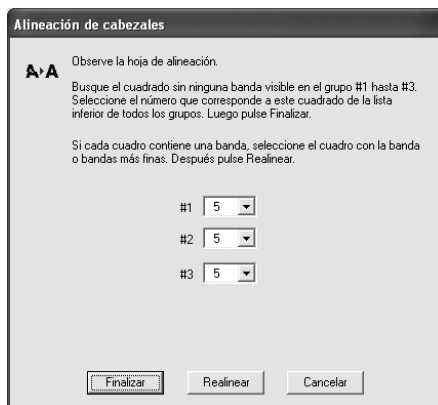 Alineación de cabezales
A▸A
Observe la hoja de alineación.
Busque el cuadrado sin ninguna banda visible en el grupo #1 hasta #3.
Seleccione el número que corresponde a este cuadrado de la lista
inferior de todos los grupos. Luego pulse Finalizar.
Si cada cuadro contiene una banda, seleccione el cuadro con la banda
o bandas más finas. Después pulse Realinear.
#1 5
#2 5
#3 5
Finalizar Realinear Cancelar